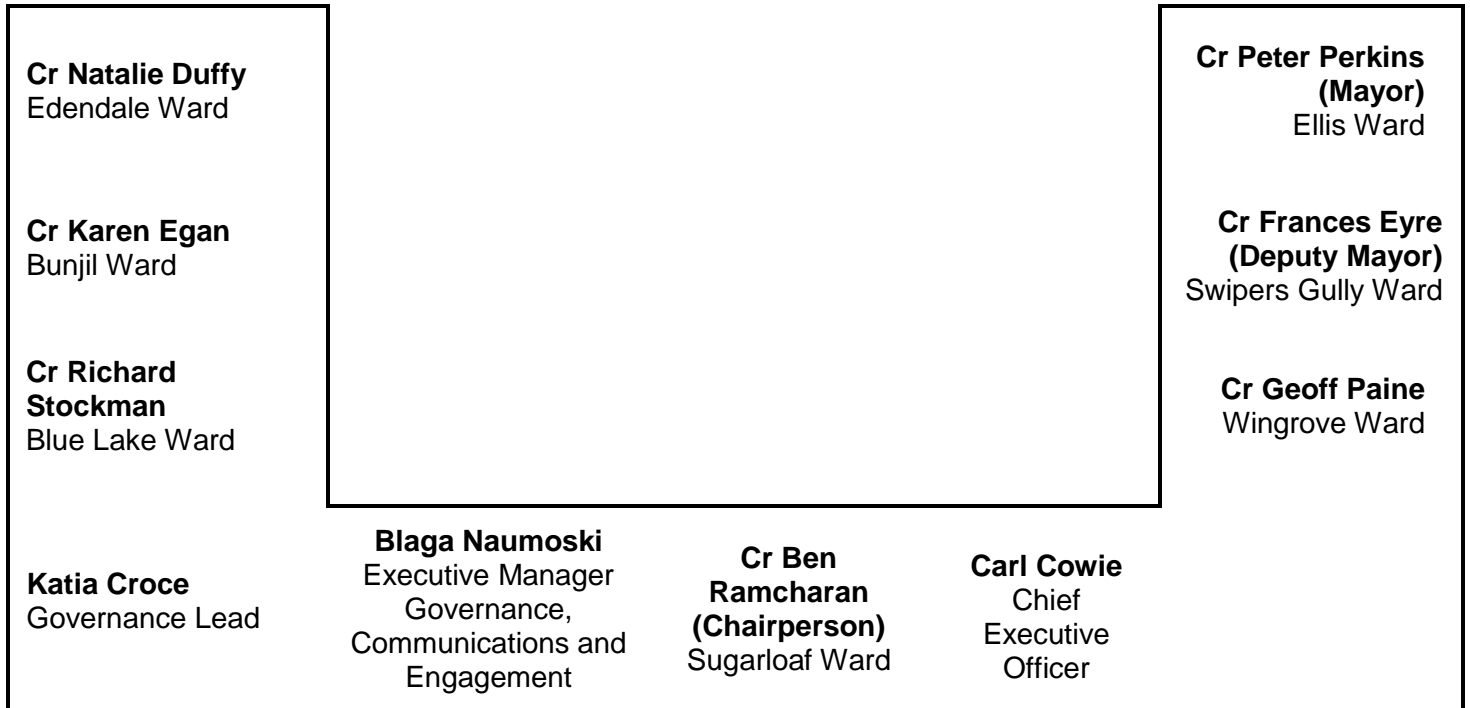 Cr Natalie Duffy
Edendale Ward
Cr Peter Perkins
(Mayor)
Ellis Ward
Cr Karen Egan
Bunjil Ward
Cr Frances Eyre
(Deputy Mayor)
Swipers Gully Ward
Cr Richard
Stockman
Blue Lake Ward
Cr Geoff Paine
Wingrove Ward
Katia Croce
Governance Lead
Blaga Naumoski
Executive Manager
Governance,
Communications and
Engagement
Cr Ben
Ramcharan
(Chairperson)
Sugarloaf Ward
Carl Cowie
Chief
Executive
Officer